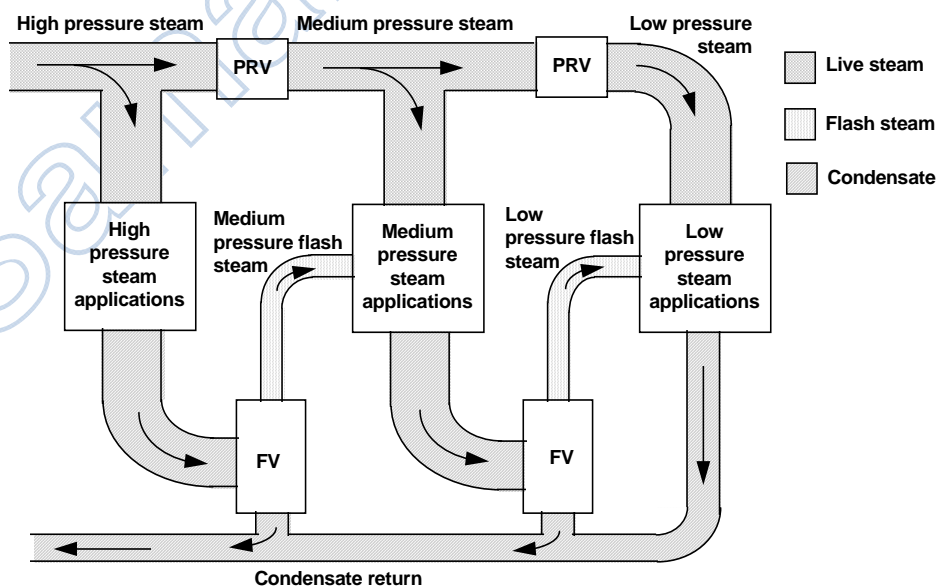 High pressure steam
Medium pressure steam
Low pressure
steam
PRV
PRV
Live steam
Flash steam
Condensate
High
pressure
steam
applications
Medium
pressure flash
steam
Medium
pressure
steam
applications
Low
pressure flash
steam
Low
pressure
steam
applications
FV
FV
Condensate return